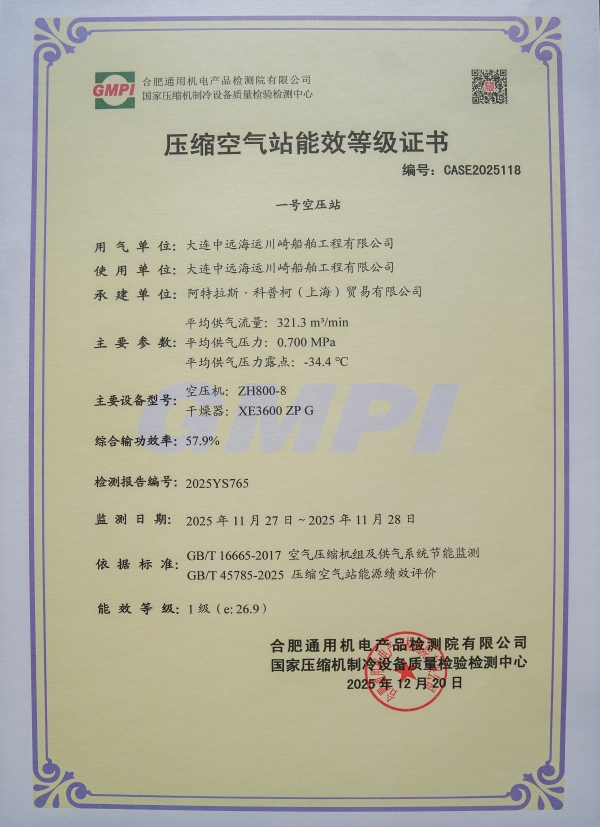 GMPI
合肥通用机电产品检测院有限公司
国家压缩机制冷设备质量检验检测中心
压缩空气站能效等级证书
编号：CASE2025118
一号空压站
用气单位：大连中远海运川崎船舶工程有限公司
使用单位：大连中远海运川崎船舶工程有限公司
承建单位：阿特拉斯·科普柯（上海）贸易有限公司
平均供气流量：321.3 m³/min
主要参数：平均供气压力：0.700 MPa
平均供气压力露点：-34.4 ℃
主要设备型号：空压机：ZH800-8
干燥器：XE3600 ZP G
GMPI
综合输功效率：57.9%
检测报告编号：2025YS765
监测日期：2025 年 11 月 27 日～2025 年 11 月 28 日
依据标准：GB/T 16665-2017 空气压缩机组及供气系统节能监测
GB/T 45785-2025 压缩空气站能源绩效评价
能效等级：1 级（e: 26.9）
合肥通用机电产品检测院有限公司
国家压缩机制冷设备质量检验检测中心
2025 年 12 月 20 日